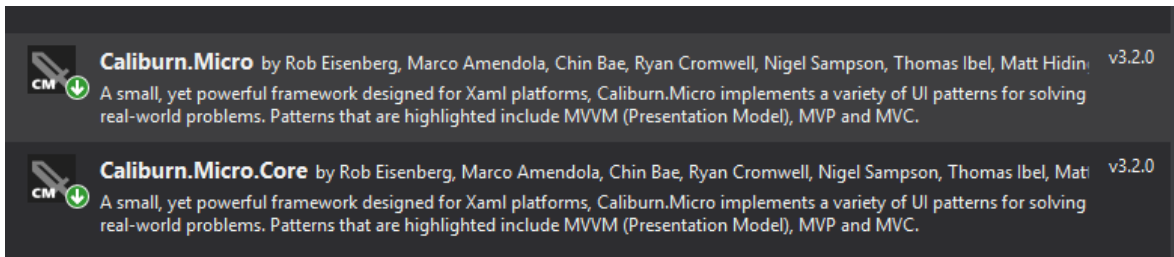 Caliburn.Micro by Rob Eisenberg, Marco Amendola, Chin Bae, Ryan Cromwell, Nigel Sampson, Thomas Ibel, Matt Hidin v3.2.0
CM
A small, yet powerful framework designed for Xaml platforms, Caliburn.Micro implements a variety of UI patterns for solving
real-world problems. Patterns that are highlighted include MVVM (Presentation Model), MVP and MVC.
Caliburn.Micro.Core by Rob Eisenberg, Marco Amendola, Chin Bae, Ryan Cromwell, Nigel Sampson, Thomas Ibel, Mat v3.2.0
CM
A small, yet powerful framework designed for Xaml platforms, Caliburn.Micro implements a variety of UI patterns for solving
real-world problems. Patterns that are highlighted include MVVM (Presentation Model), MVP and MVC.